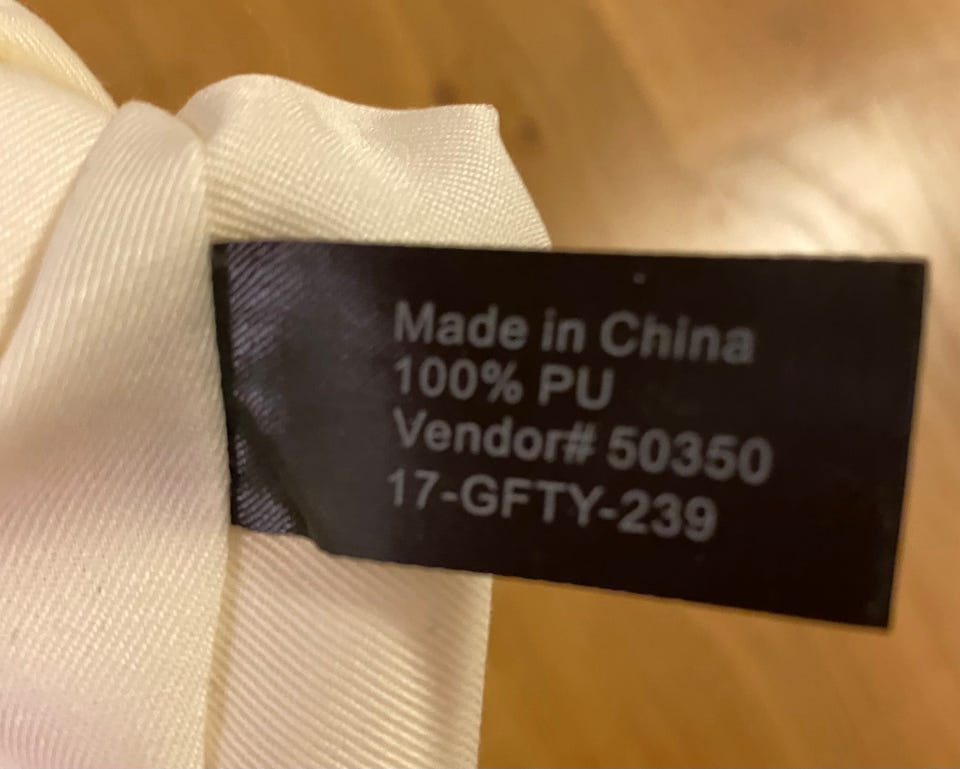 Made in China
100% PU
Vendor# 50350
17-GFTY-239